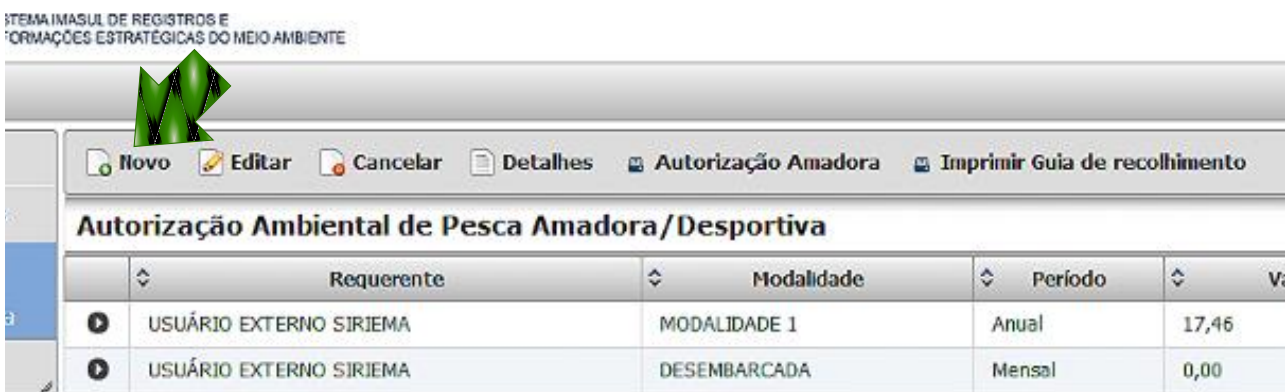 STEMA IMASUL DE REGISTROS E
FORMAÇÕES ESTRATÉGICAS DO MEIO AMBIENTE
Novo Editar Cancelar Detalhes Autorização Amadora Imprimir Guia de recolhimento
Autorização Ambiental de Pesca Amadora/Desportiva
Requerente Modalidade Período Va
USUÁRIO EXTERNO SIRIEMA MODALIDADE 1 Anual 17,46
a USUÁRIO EXTERNO SIRIEMA DESEMBARCADA Mensal 0,00